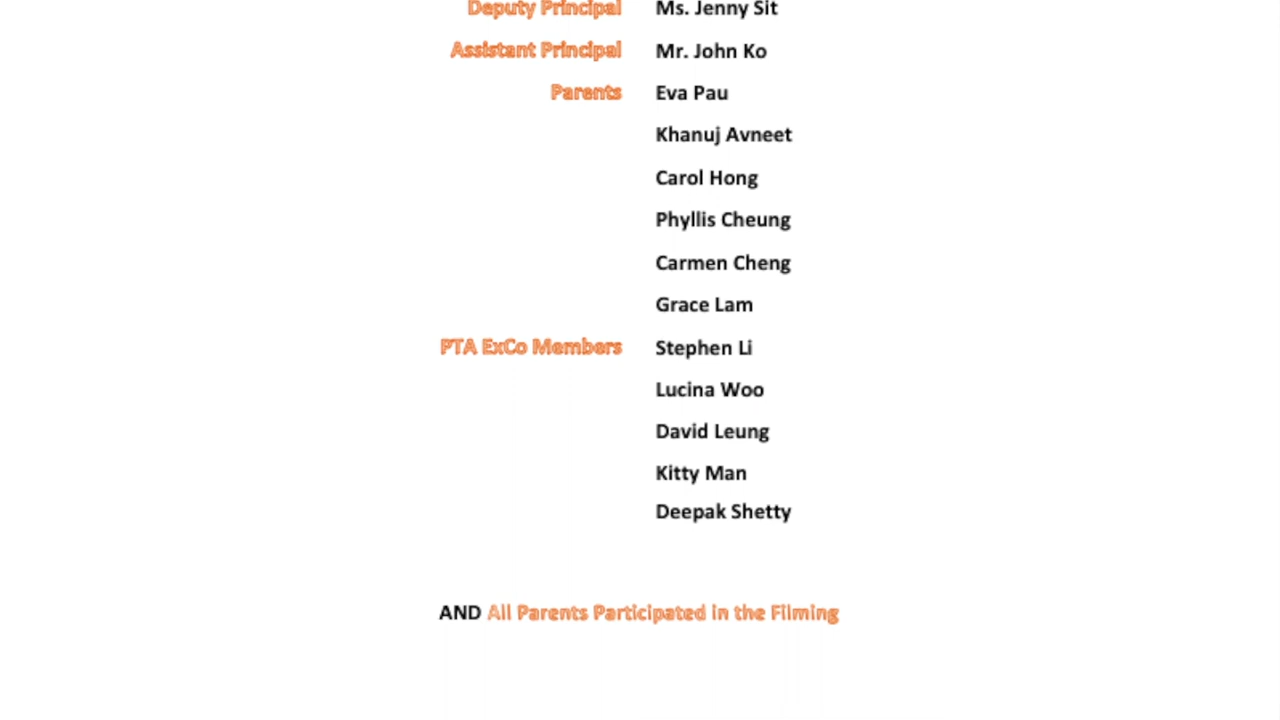 Deputy Principal Ms. Jenny Sit
Assistant Principal Mr. John Ko
Parents Eva Pau
Khanuj Avneet
Carol Hong
Phyllis Cheung
Carmen Cheng
Grace Lam
PTA ExCo Members Stephen Li
Lucina Woo
David Leung
Kitty Man
Deepak Shetty
AND All Parents Participated in the Filming